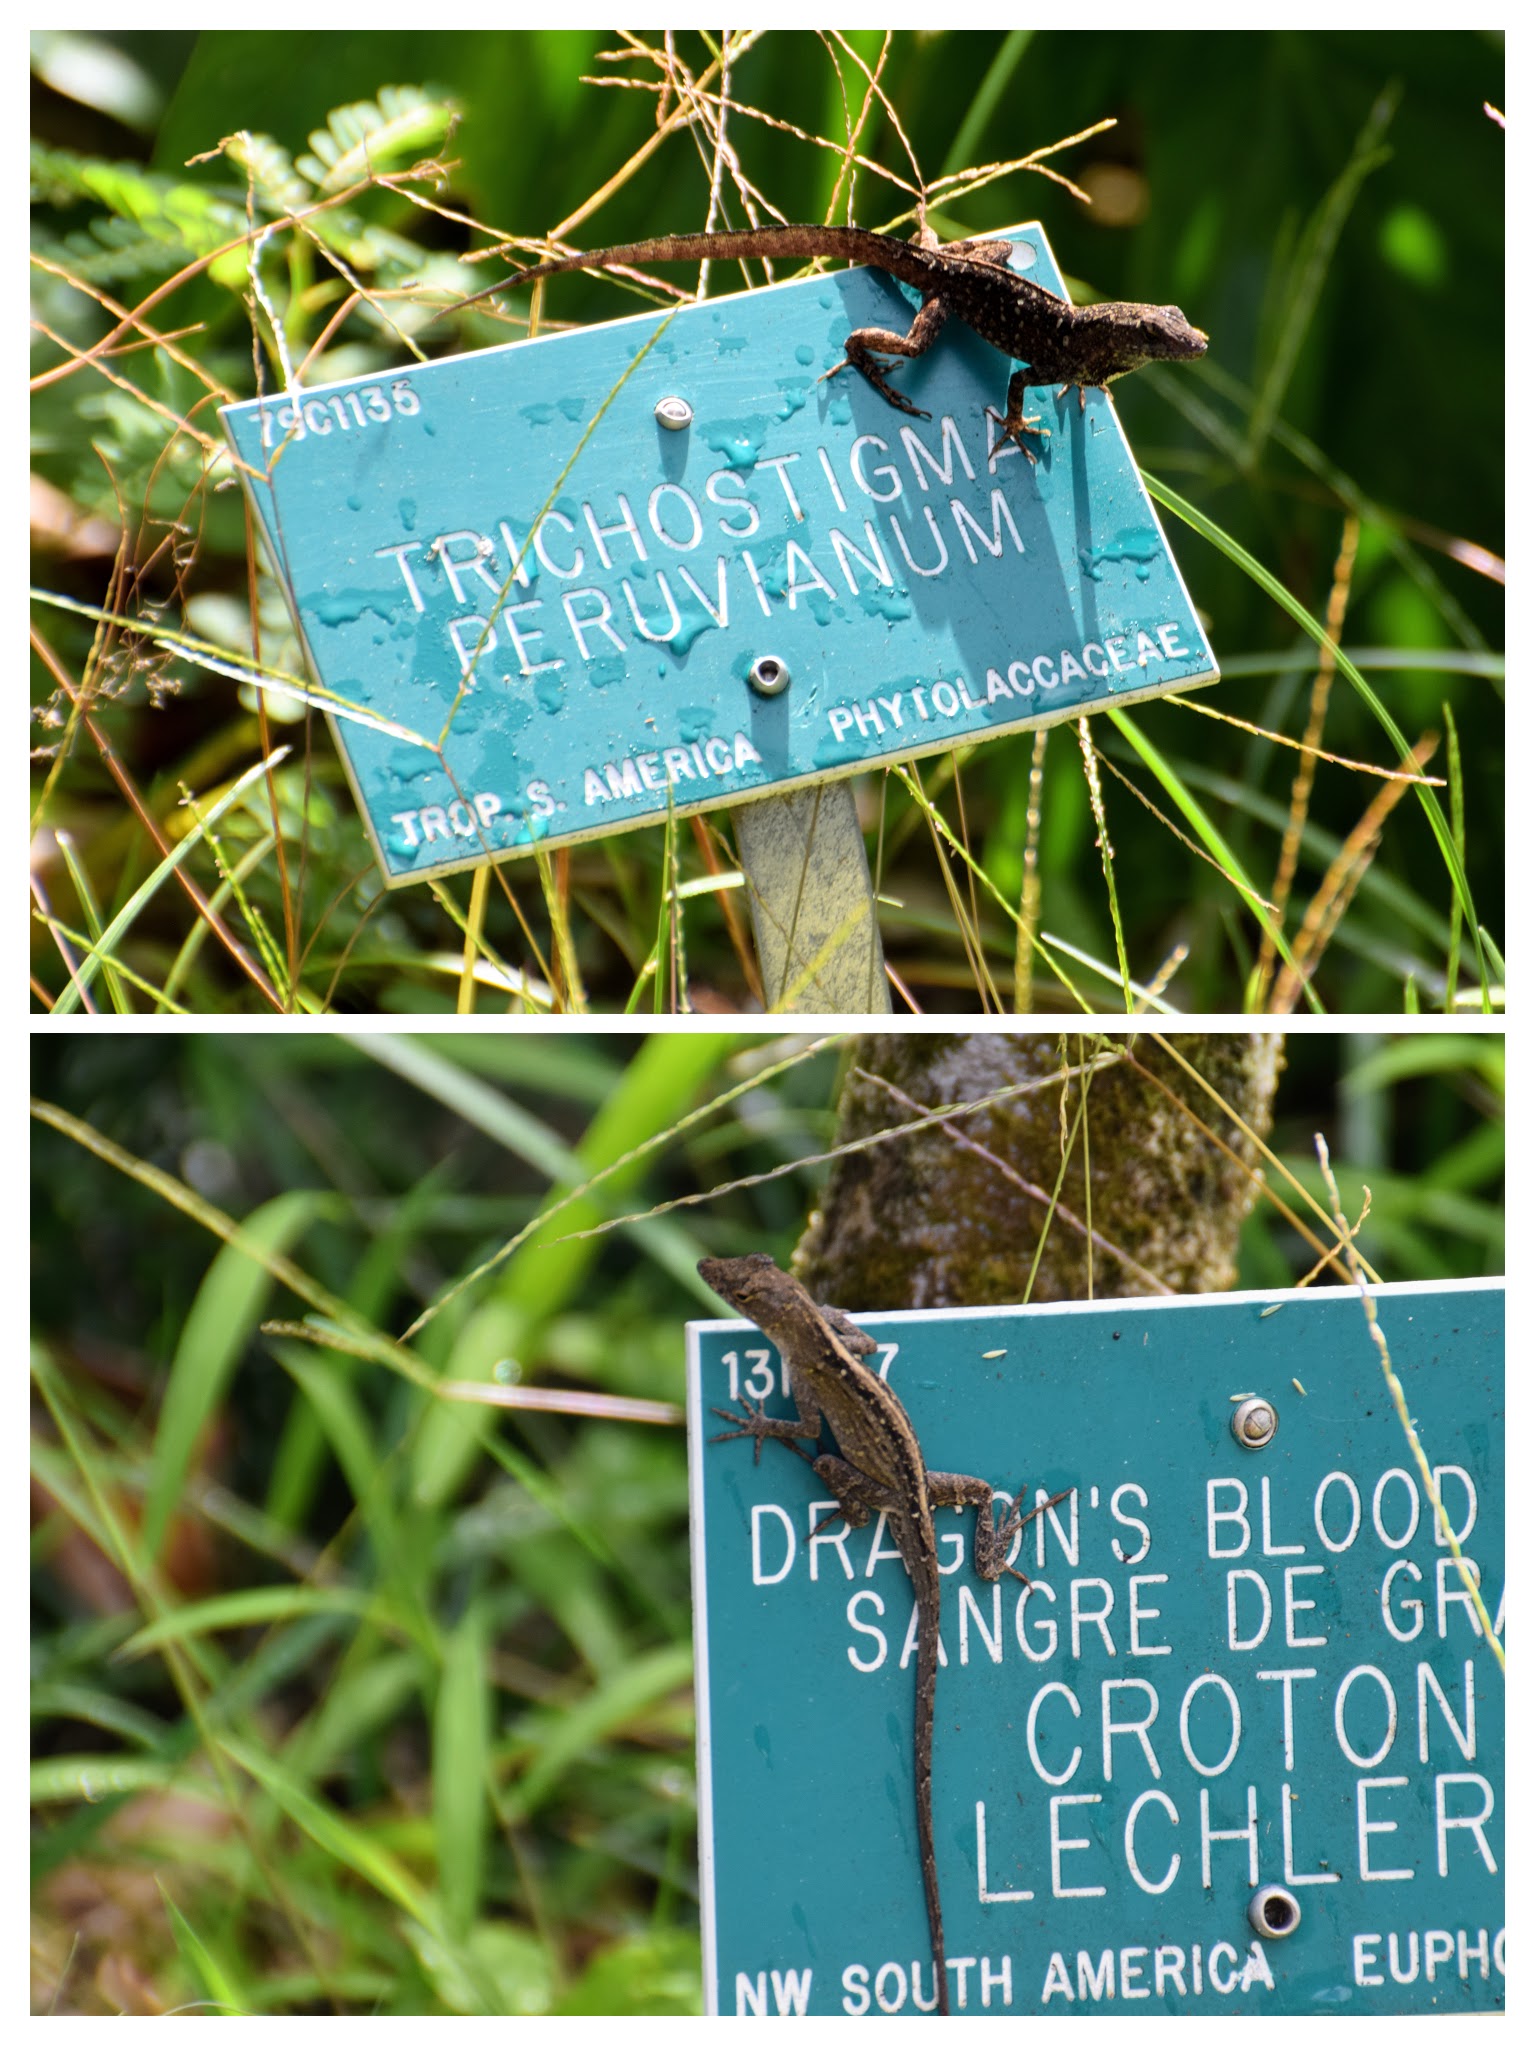 79C1135
TRICHOSTIGMA
PERUVIANUM
TROP. S. AMERICA PHYTOLACCACEAE
DRAGON'S BLOOD
SANGRE DE GRA
CROTON
LECHLER
NW SOUTH AMERICA EUPHO